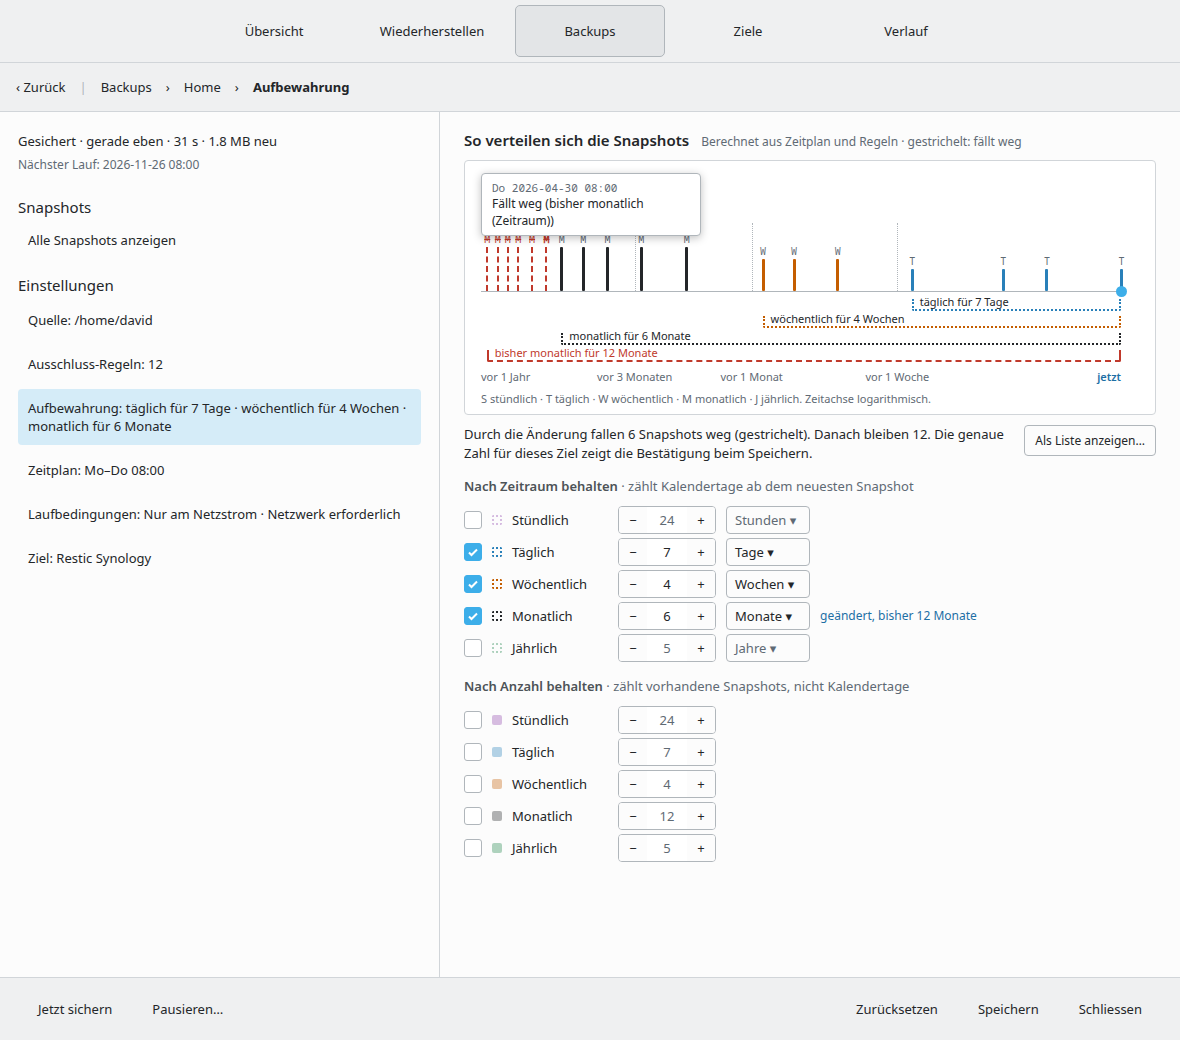 Übersicht
Wiederherstellen
Backups
Ziele
Verlauf
‹ Zurück | Backups › Home › Aufbewahrung
Gesichert · gerade eben · 31 s · 1.8 MB neu
Nächster Lauf: 2026-11-26 08:00
Snapshots
Alle Snapshots anzeigen
Einstellungen
Quelle: /home/david
Ausschluss-Regeln: 12
Aufbewahrung: täglich für 7 Tage · wöchentlich für 4 Wochen ·
monatlich für 6 Monate
Zeitplan: Mo–Do 08:00
Laufbedingungen: Nur am Netzstrom · Netzwerk erforderlich
Ziel: Restic Synology
So verteilen sich die Snapshots Berechnet aus Zeitplan und Regeln · gestrichelt: fällt weg
Do 2026-04-30 08:00
Fällt weg (bisher monatlich
(Zeitraum))
M M M M M M M M M M M
W W W
T T T T
täglich für 7 Tage
wöchentlich für 4 Wochen
monatlich für 6 Monate
bisher monatlich für 12 Monate
vor 1 Jahr vor 3 Monaten vor 1 Monat vor 1 Woche jetzt
S stündlich · T täglich · W wöchentlich · M monatlich · J jährlich. Zeitachse logarithmisch.
Durch die Änderung fallen 6 Snapshots weg (gestrichelt). Danach bleiben 12. Die genaue
Zahl für dieses Ziel zeigt die Bestätigung beim Speichern.
Als Liste anzeigen...
Nach Zeitraum behalten · zählt Kalendertage ab dem neuesten Snapshot
Stündlich − 24 + Stunden ▾
Täglich − 7 + Tage ▾
Wöchentlich − 4 + Wochen ▾
Monatlich − 6 + Monate ▾ geändert, bisher 12 Monate
Jährlich − 5 + Jahre ▾
Nach Anzahl behalten · zählt vorhandene Snapshots, nicht Kalendertage
Stündlich − 24 +
Täglich − 7 +
Wöchentlich − 4 +
Monatlich − 12 +
Jährlich − 5 +
Jetzt sichern
Pausieren...
Zurücksetzen
Speichern
Schliessen